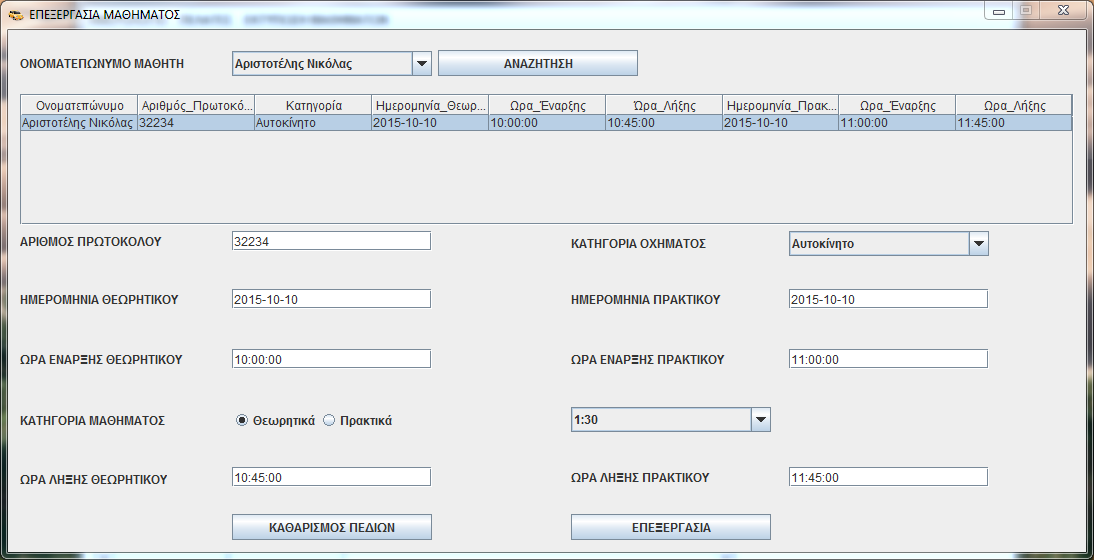 ΕΠΕΞΕΡΓΑΣΙΑ ΜΑΘΗΜΑΤΟΣ
ΟΝΟΜΑΤΕΠΩΝΥΜΟ ΜΑΘΗΤΗ Αριστοτέλης Νικόλας ΑΝΑΖΗΤΗΣΗ
Ονοματεπώνυμο Αριθμός_Πρωτοκό... Κατηγορία Ημερομηνία_Θεωρ... Ωρα_Έναρξης Ώρα_Λήξης Ημερομηνία_Πρακ... Ωρα_Έναρξης Ωρα_Λήξης
Αριστοτέλης Νικόλας 32234 Αυτοκίνητο 2015-10-10 10:00:00 10:45:00 2015-10-10 11:00:00 11:45:00
ΑΡΙΘΜΟΣ ΠΡΩΤΟΚΟΛΟΥ 32234 ΚΑΤΗΓΟΡΙΑ ΟΧΗΜΑΤΟΣ Αυτοκίνητο
ΗΜΕΡΟΜΗΝΙΑ ΘΕΩΡΗΤΙΚΟΥ 2015-10-10 ΗΜΕΡΟΜΗΝΙΑ ΠΡΑΚΤΙΚΟΥ 2015-10-10
ΩΡΑ ΕΝΑΡΞΗΣ ΘΕΩΡΗΤΙΚΟΥ 10:00:00 ΩΡΑ ΕΝΑΡΞΗΣ ΠΡΑΚΤΙΚΟΥ 11:00:00
ΚΑΤΗΓΟΡΙΑ ΜΑΘΗΜΑΤΟΣ Θεωρητικά Πρακτικά 1:30
ΩΡΑ ΛΗΞΗΣ ΘΕΩΡΗΤΙΚΟΥ 10:45:00 ΩΡΑ ΛΗΞΗΣ ΠΡΑΚΤΙΚΟΥ 11:45:00
ΚΑΘΑΡΙΣΜΟΣ ΠΕΔΙΩΝ ΕΠΕΞΕΡΓΑΣΙΑ